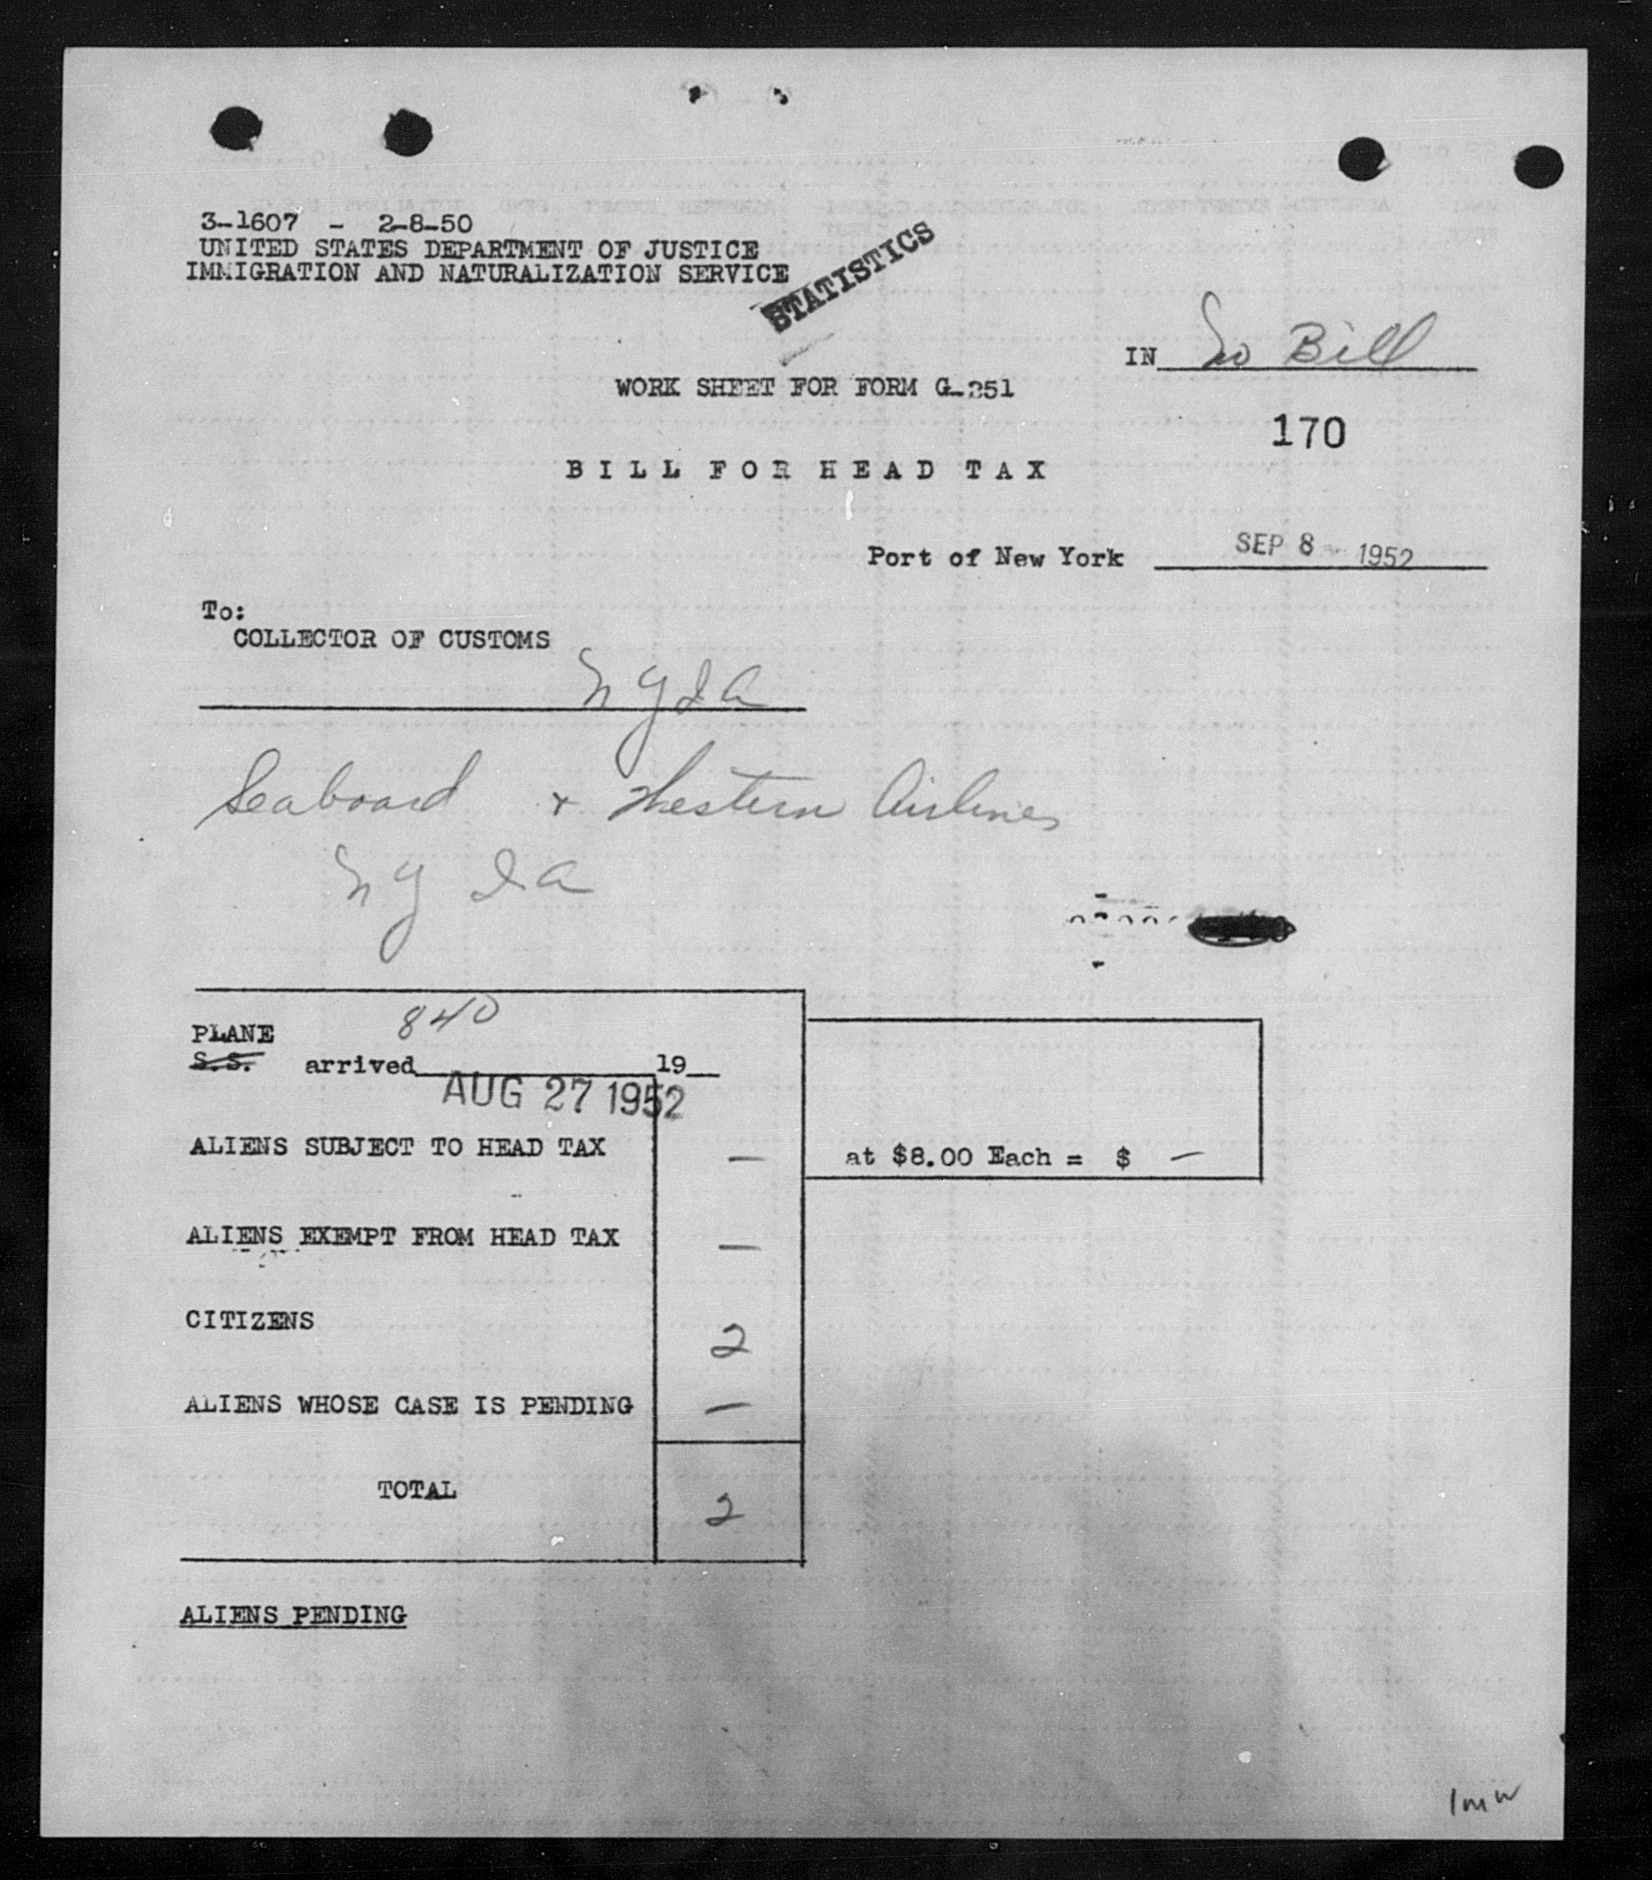 3-1607 - 2-8-50
UNITED STATES DEPARTMENT OF JUSTICE
IMMIGRATION AND NATURALIZATION SERVICE
STATISTICS
IN No Bill
WORK SHEET FOR FORM G-251
170
BILL FOR HEAD TAX
Port of New York SEP 8 1952
To:
COLLECTOR OF CUSTOMS
NYIA
Seaboard + Western Airlines
NY IA
840
PLANE
S.S. arrived 19
AUG 27 1952
ALIENS SUBJECT TO HEAD TAX —
at $8.00 Each = $ —
ALIENS EXEMPT FROM HEAD TAX —
CITIZENS 2
ALIENS WHOSE CASE IS PENDING —
TOTAL 2
ALIENS PENDING